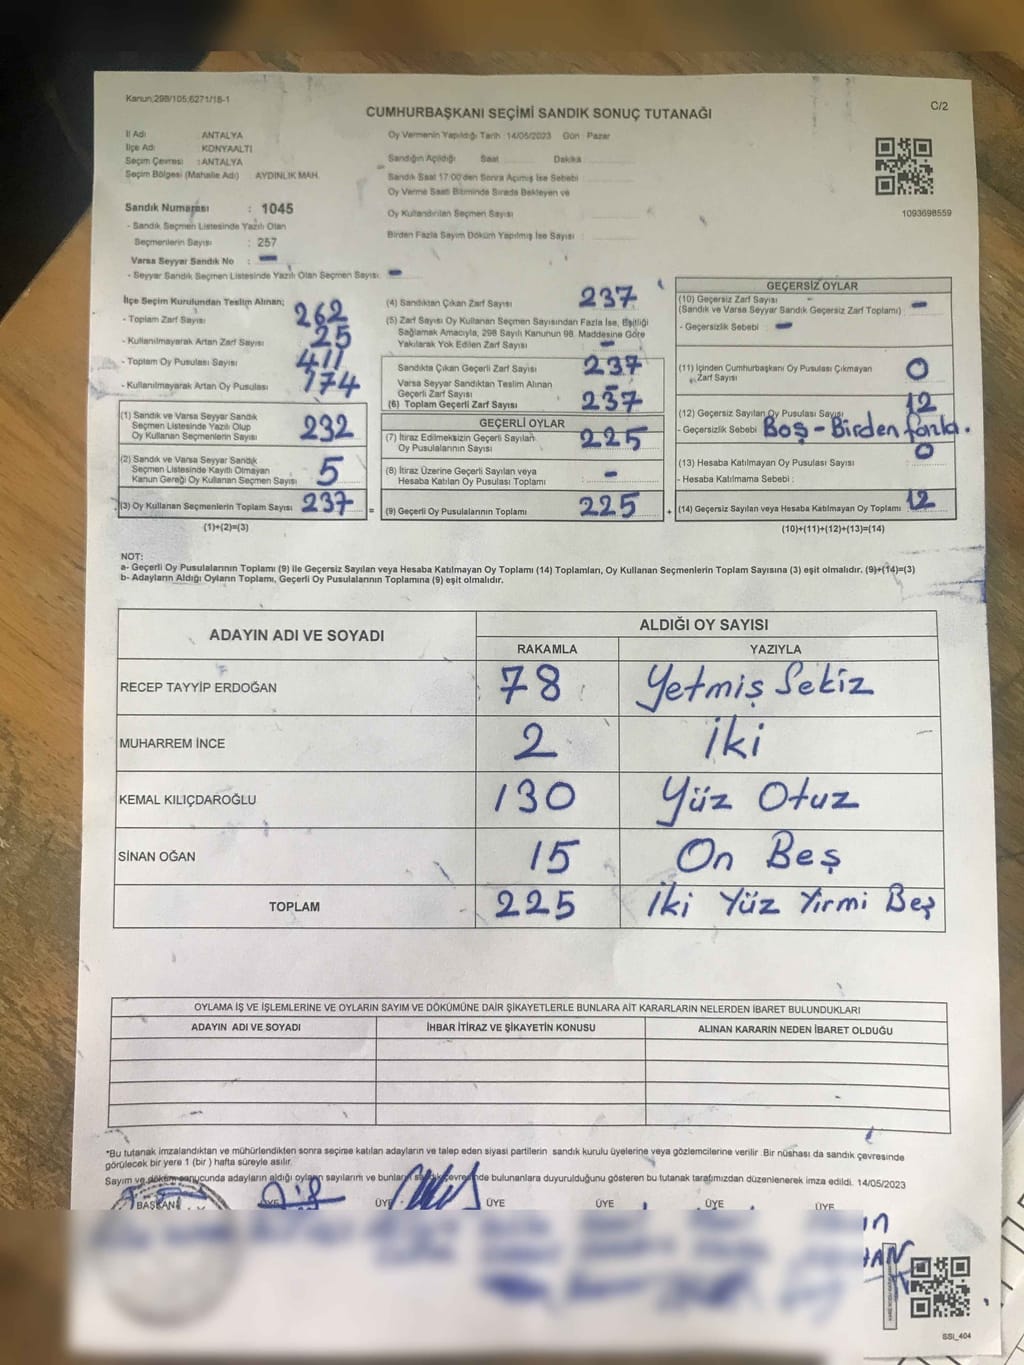 Kanun;298/105;6271/18-1
C/2
CUMHURBAŞKANI SEÇİMİ SANDIK SONUÇ TUTANAĞI
İl Adı : ANTALYA
İlçe Adı : KONYAALTI
Seçim Çevresi : ANTALYA
Seçim Bölgesi (Mahalle Adı) AYDINLIK MAH.
Sandık Numarası : 1045
- Sandık Seçmen Listesinde Yazılı Olan
Seçmenlerin Sayısı : 257
Varsa Seyyar Sandık No : -
- Seyyar Sandık Seçmen Listesinde Yazılı Olan Seçmen Sayısı: -
Oy Vermenin Yapıldığı Tarih :14/05/2023 Gün : Pazar
Sandığın Açıldığı Saat Dakika
Sandık Saat 17:00'den Sonra Açımış İse Sebebi
Oy Verme Saati Bitiminde Sırada Bekleyen ve
Oy Kullandırılan Seçmen Sayısı
Birden Fazla Sayım Döküm Yapılmış İse Sayısı :
1093698559
İlçe Seçim Kurulundan Teslim Alınan;
- Toplam Zarf Sayısı 262
- Kullanılmayarak Artan Zarf Sayısı 25
- Toplam Oy Pusulası Sayısı 411
- Kullanılmayarak Artan Oy Pusulası 174
(1) Sandık ve Varsa Seyyar Sandık
Seçmen Listesinde Yazılı Olup
Oy Kullanan Seçmenlerin Sayısı 232
(2) Sandık ve Varsa Seyyar Sandık
Seçmen Listesinde Kayıtlı Olmayan
Kanun Gereği Oy Kullanan Seçmen Sayısı 5
(3) Oy Kullanan Seçmenlerin Toplam Sayısı 237 =
(1)+(2)=(3)
(4) Sandıktan Çıkan Zarf Sayısı 237
(5) Zarf Sayısı Oy Kullanan Seçmen Sayısından Fazla İse, Eşitliği
Sağlamak Amacıyla, 298 Sayılı Kanunun 98. Maddesine Göre
Yakılarak Yok Edilen Zarf Sayısı -
Sandıkta Çıkan Geçerli Zarf Sayısı 237
Varsa Seyyar Sandıktan Teslim Alınan
Geçerli Zarf Sayısı
(6) Toplam Geçerli Zarf Sayısı 237
GEÇERLİ OYLAR
(7) İtiraz Edilmeksizin Geçerli Sayılan
Oy Pusulalarının Sayısı 225
(8) İtiraz Üzerine Geçerli Sayılan veya
Hesaba Katılan Oy Pusulası Toplamı : -
(9) Geçerli Oy Pusulalarının Toplamı 225 +
GEÇERSİZ OYLAR
(10) Geçersiz Zarf Sayısı
(Sandık ve Varsa Seyyar Sandık Geçersiz Zarf Toplamı) : -
- Geçersizlik Sebebi : -
(11) İçinden Cumhurbaşkanı Oy Pusulası Çıkmayan
Zarf Sayısı 0
(12) Geçersiz Sayılan Oy Pusulası Sayısı 12
- Geçersizlik Sebebi Boş - Birden fazla.
(13) Hesaba Katılmayan Oy Pusulası Sayısı 0
- Hesaba Katılmama Sebebi :
(14) Geçersiz Sayılan veya Hesaba Katılmayan Oy Toplamı 12
(10)+(11)+(12)+(13)=(14)
NOT:
a- Geçerli Oy Pusulalarının Toplamı (9) ile Geçersiz Sayılan veya Hesaba Katılmayan Oy Toplamı (14) Toplamları, Oy Kullanan Seçmenlerin Toplam Sayısına (3) eşit olmalıdır. (9)+(14)=(3)
b- Adayların Aldığı Oyların Toplamı, Geçerli Oy Pusulalarının Toplamına (9) eşit olmalıdır.
ADAYIN ADI VE SOYADI
ALDIĞI OY SAYISI
RAKAMLA YAZIYLA
RECEP TAYYİP ERDOĞAN 78 Yetmiş Sekiz
MUHARREM İNCE 2 İki
KEMAL KILIÇDAROĞLU 130 Yüz Otuz
SİNAN OĞAN 15 On Beş
TOPLAM 225 İki Yüz Yirmi Beş
OYLAMA İŞ VE İŞLEMLERİNE VE OYLARIN SAYIM VE DÖKÜMÜNE DAİR ŞİKAYETLERLE BUNLARA AİT KARARLARIN NELERDEN İBARET BULUNDUKLARI
ADAYIN ADI VE SOYADI İHBAR İTİRAZ VE ŞİKAYETİN KONUSU ALINAN KARARIN NEDEN İBARET OLDUĞU
*Bu tutanak imzalandıktan ve mühürlendikten sonra seçime katılan adayların ve talep eden siyasi partilerin sandık kurulu üyelerine veya gözlemcilerine verilir .Bir nüshası da sandık çevresinde
görülecek bir yere 1 (bir ) hafta süreyle asılır.
Sayım ve döküm sonucunda adayların aldığı oyların sayılarını ve bunların sandık çevresinde bulunanlara duyurulduğunu gösteren bu tutanak tarafımızdan düzenlenerek imza edildi. 14/05/2023
BAŞKAN ÜYE ÜYE ÜYE ÜYE ÜYE
SSI_404